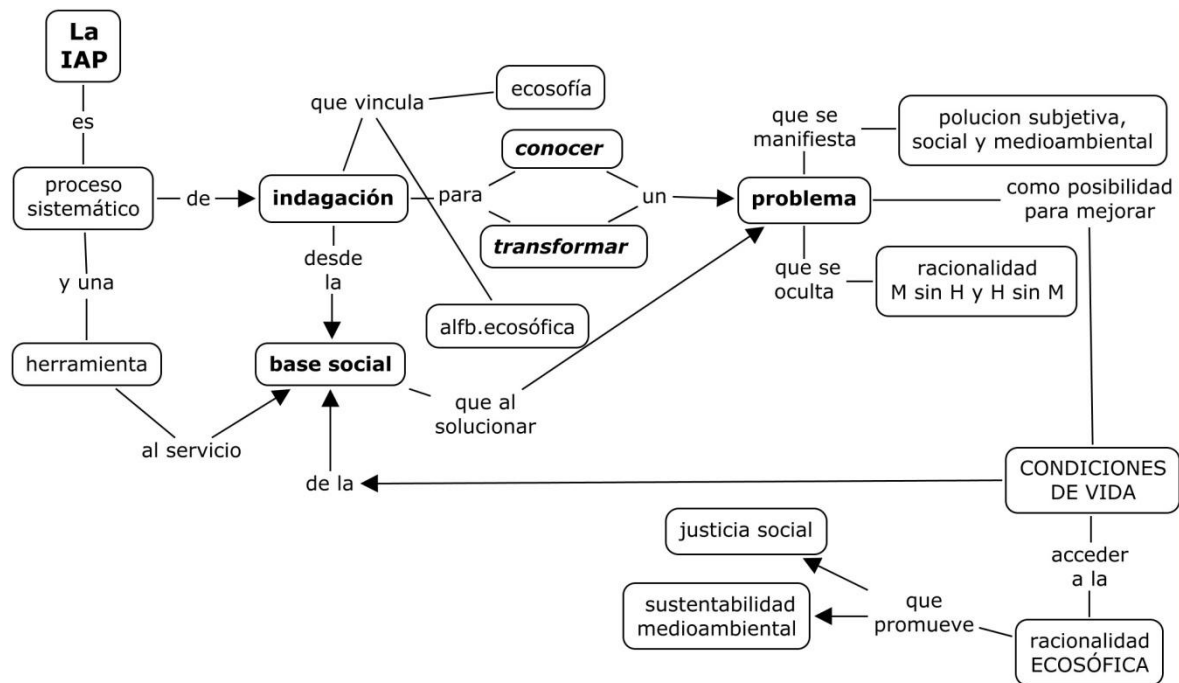 La
IAP
es
proceso
sistemático
de
indagación
que vincula
ecosofía
alfb.ecosófica
para
conocer
transformar
un
problema
que se
manifiesta
polucion subjetiva,
social y medioambiental
que se
oculta
racionalidad
M sin H y H sin M
como posibilidad
para mejorar
desde
la
base social
que al
solucionar
y una
herramienta
al servicio
de la
CONDICIONES
DE VIDA
acceder
a la
racionalidad
ECOSÓFICA
que
promueve
justicia social
sustentabilidad
medioambiental